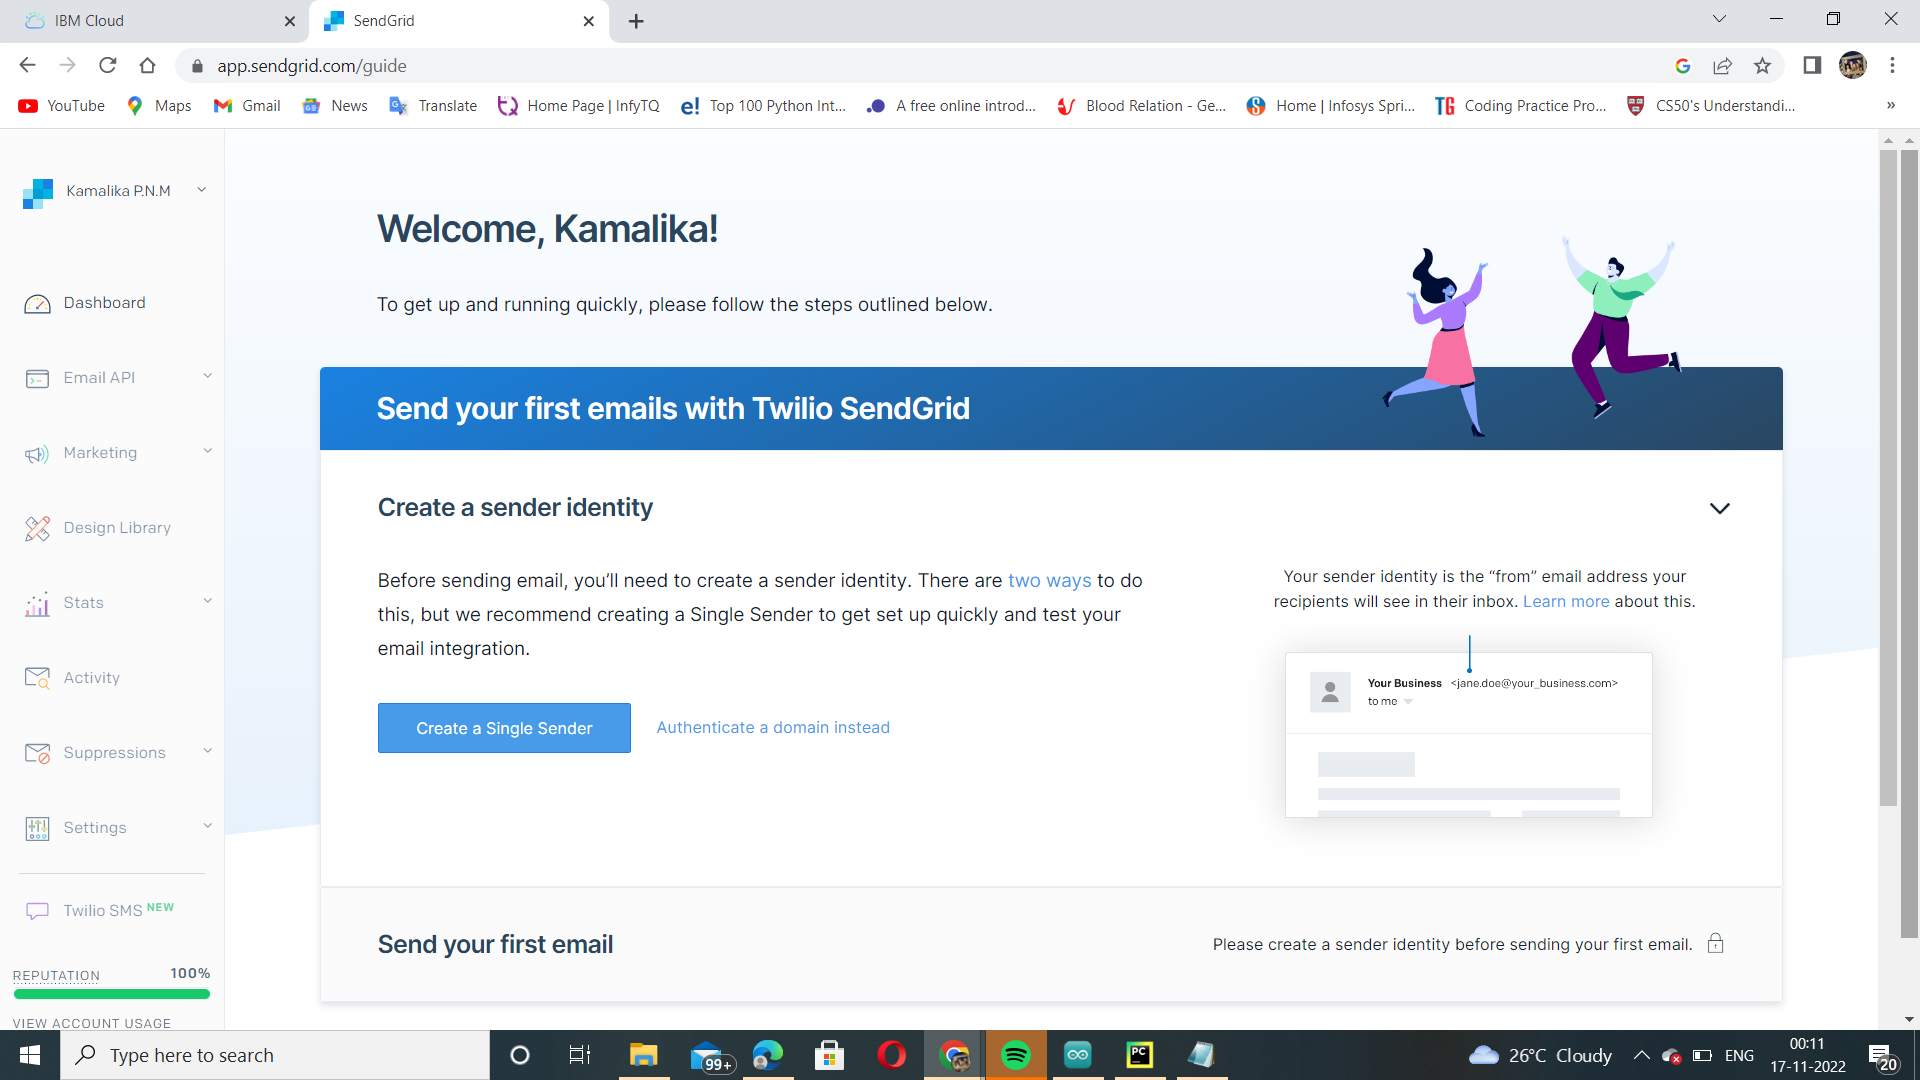 IBM Cloud
SendGrid
app.sendgrid.com/guide
YouTube
Maps
Gmail
News
Translate
Home Page | InfyTQ
Top 100 Python Int...
A free online introd...
Blood Relation - Ge...
Home | Infosys Spri...
Coding Practice Pro...
CS50's Understandi...
»
Kamalika P.N.M
Dashboard
Email API
Marketing
Design Library
Stats
Activity
Suppressions
Settings
Twilio SMS NEW
REPUTATION 100%
VIEW ACCOUNT USAGE
Welcome, Kamalika!
To get up and running quickly, please follow the steps outlined below.
Send your first emails with Twilio SendGrid
Create a sender identity
Before sending email, you’ll need to create a sender identity. There are two ways to do
this, but we recommend creating a Single Sender to get set up quickly and test your
email integration.
Create a Single Sender
Authenticate a domain instead
Your sender identity is the “from” email address your
recipients will see in their inbox. Learn more about this.
Your Business <jane.doe@your_business.com>
to me
Send your first email
Please create a sender identity before sending your first email.
Type here to search
99+
PC
26°C Cloudy
ENG
00:11
17-11-2022
20